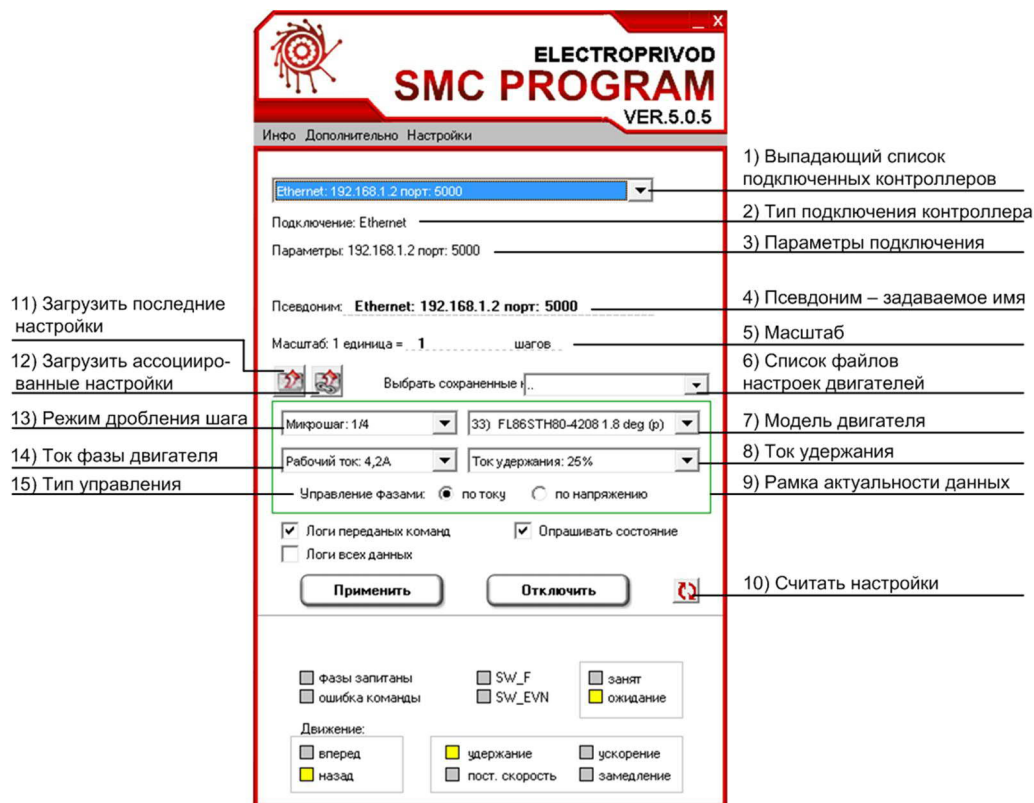 _ X
ELECTROPRIVOD
SMC PROGRAM
VER.5.0.5
Инфо Дополнительно Настройки
Ethernet: 192.168.1.2 порт: 5000
1) Выпадающий список
подключенных контроллеров
Подключение: Ethernet
2) Тип подключения контроллера
Параметры: 192.168.1.2 порт: 5000
3) Параметры подключения
Псевдоним: Ethernet: 192.168.1.2 порт: 5000
4) Псевдоним – задаваемое имя
Масштаб: 1 единица = 1 шагов
5) Масштаб
11) Загрузить последние
настройки
12) Загрузить ассоцииро-
ванные настройки
Выбрать сохраненные н ..
6) Список файлов
настроек двигателей
13) Режим дробления шага
Микрошаг: 1/4
33) FL86STH80-4208 1.8 deg (p)
7) Модель двигателя
14) Ток фазы двигателя
Рабочий ток: 4,2A
Ток удержания: 25%
8) Ток удержания
15) Тип управления
Управление фазами: по току по напряжению
9) Рамка актуальности данных
Логи переданых команд
Опрашивать состояние
Логи всех данных
Применить
Отключить
10) Считать настройки
фазы запитаны
SW_F
занят
ошибка команды
SW_EVN
ожидание
Движение:
вперед
удержание
ускорение
назад
пост. скорость
замедление